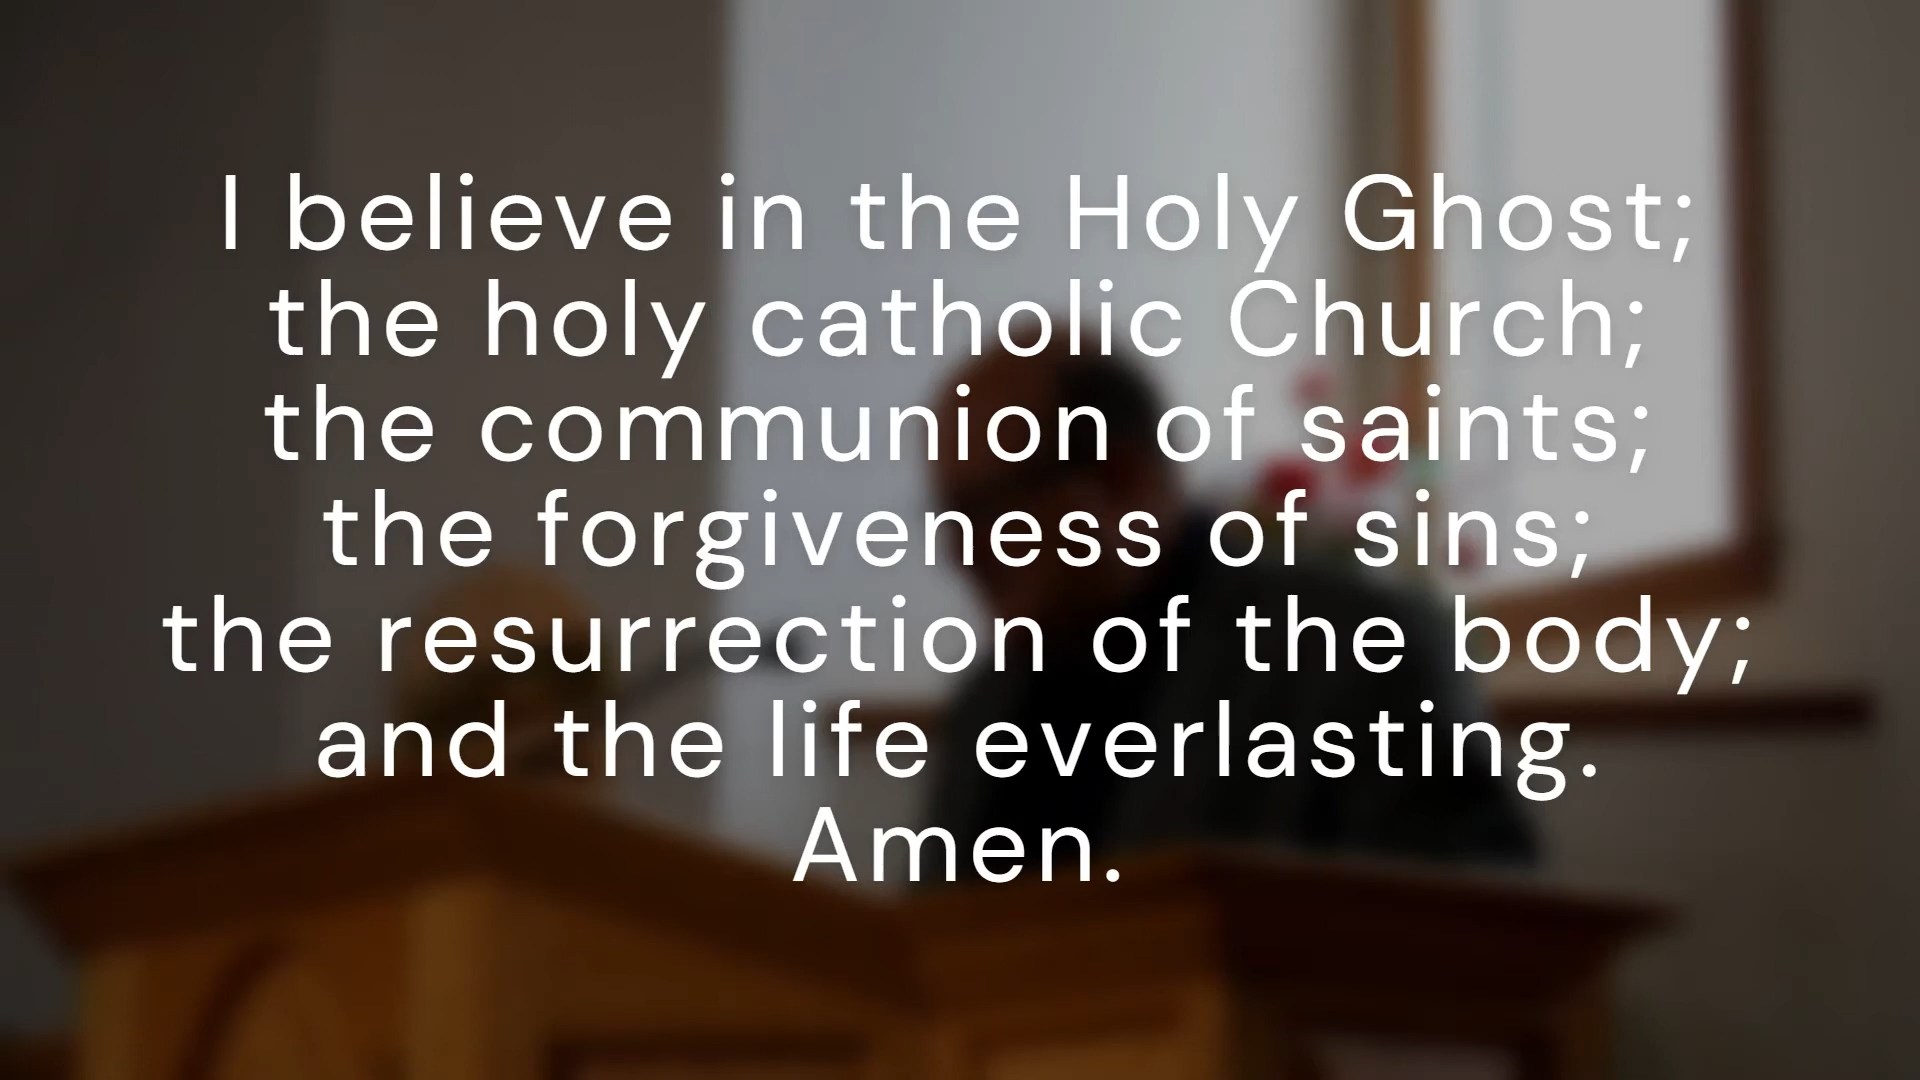 I believe in the Holy Ghost;
the holy catholic Church;
the communion of saints;
the forgiveness of sins;
the resurrection of the body;
and the life everlasting.
Amen.